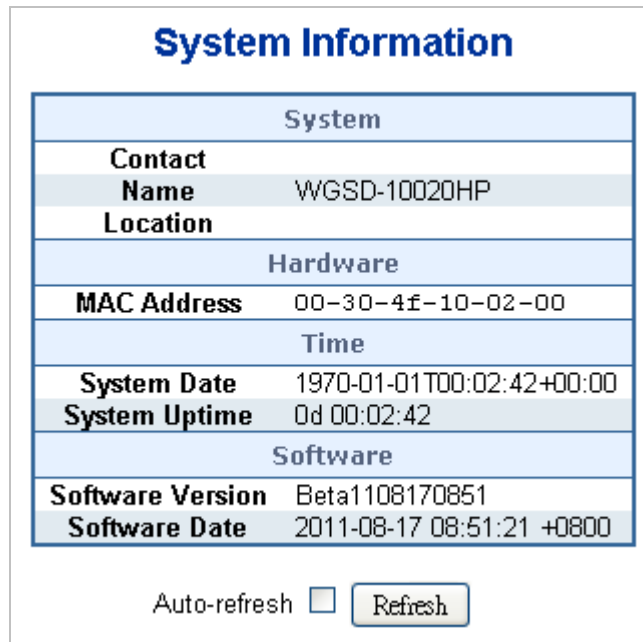 System Information
System
Contact
Name WGSD-10020HP
Location
Hardware
MAC Address 00-30-4f-10-02-00
Time
System Date 1970-01-01T00:02:42+00:00
System Uptime 0d 00:02:42
Software
Software Version Beta1108170851
Software Date 2011-08-17 08:51:21 +0800
Auto-refresh Refresh